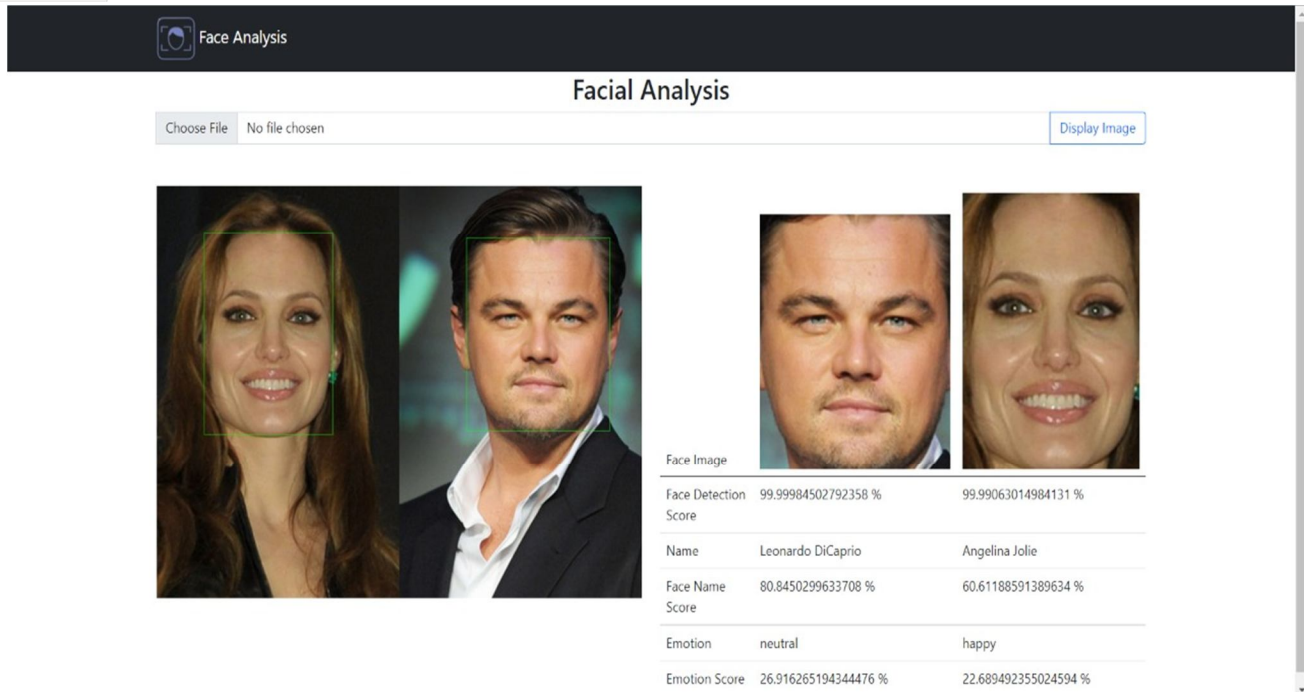 Face Analysis
Facial Analysis
Choose File No file chosen Display Image
Face Image
Face Detection Score 99.99984502792358 % 99.99063014984131 %
Name Leonardo DiCaprio Angelina Jolie
Face Name Score 80.8450299633708 % 60.61188591389634 %
Emotion neutral happy
Emotion Score 26.916265194344476 % 22.689492355024594 %